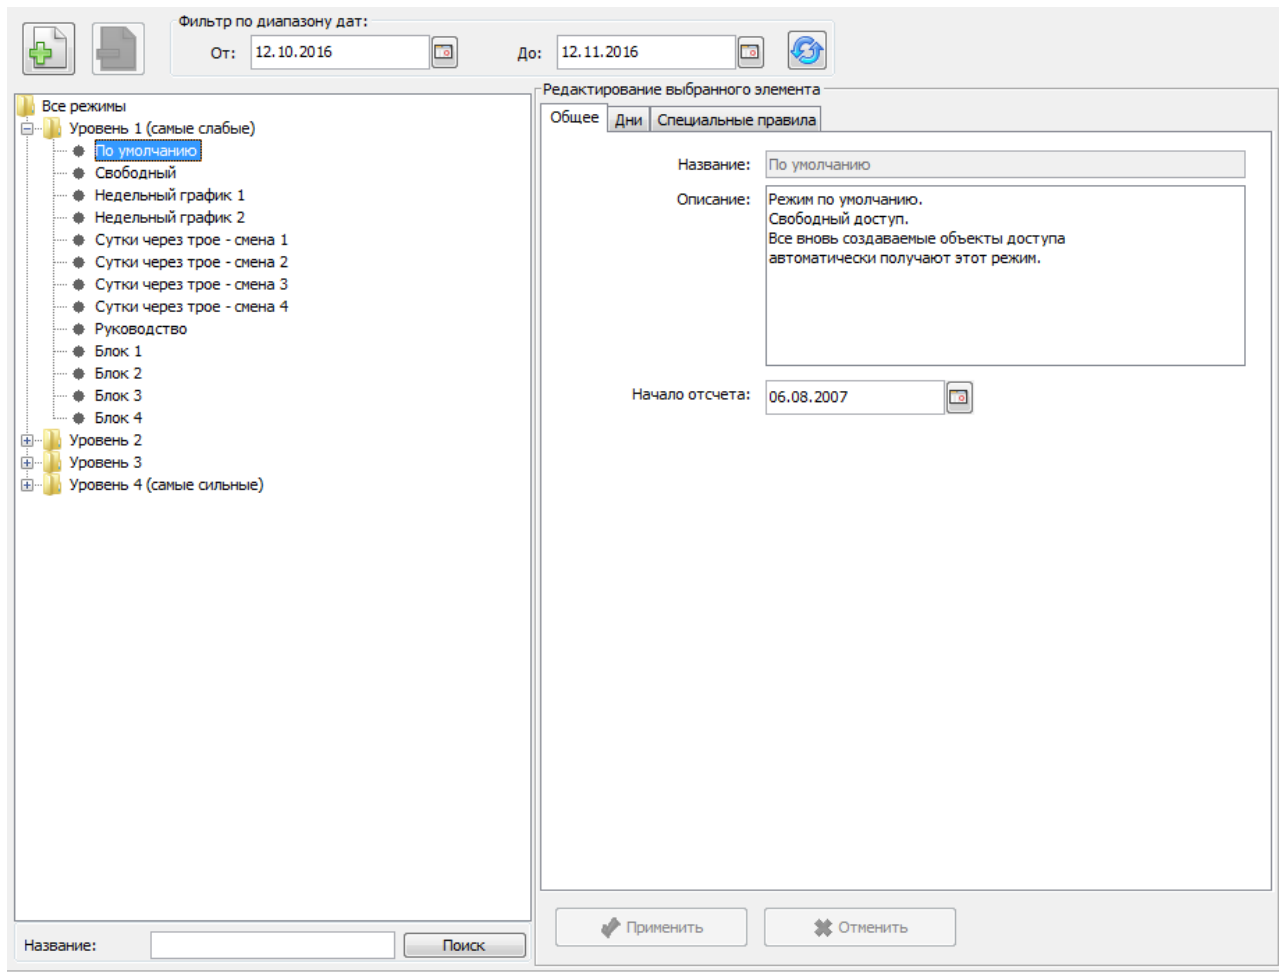 Фильтр по диапазону дат:
От: 12.10.2016 До: 12.11.2016
Все режимы
Уровень 1 (самые слабые)
По умолчанию
Свободный
Недельный график 1
Недельный график 2
Сутки через трое - смена 1
Сутки через трое - смена 2
Сутки через трое - смена 3
Сутки через трое - смена 4
Руководство
Блок 1
Блок 2
Блок 3
Блок 4
Уровень 2
Уровень 3
Уровень 4 (самые сильные)
Название: Поиск
Редактирование выбранного элемента
Общее Дни Специальные правила
Название: По умолчанию
Описание: Режим по умолчанию.
Свободный доступ.
Все вновь создаваемые объекты доступа
автоматически получают этот режим.
Начало отсчета: 06.08.2007
Применить Отменить